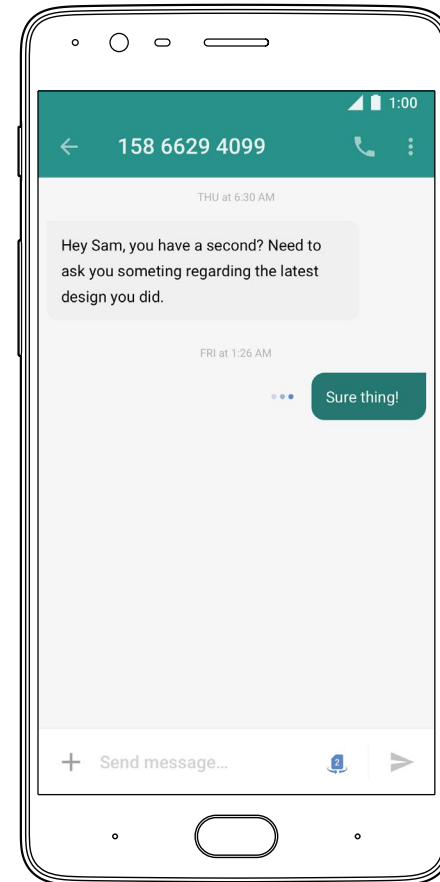 1:00
158 6629 4099
THU at 6:30 AM
Hey Sam, you have a second? Need to
ask you someting regarding the latest
design you did.
FRI at 1:26 AM
Sure thing!
Send message...
2